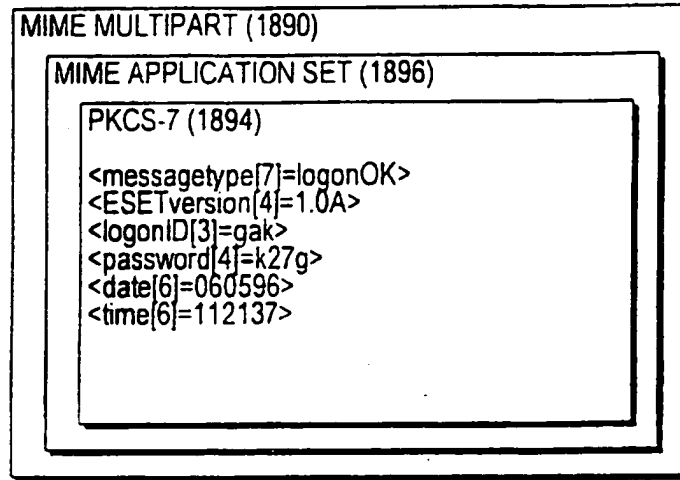 MIME MULTIPART (1890)
MIME APPLICATION SET (1896)
PKCS-7 (1894)
<messagetype[7]=logonOK>
<ESETversion[4]=1.0A>
<logonID[3]=gak>
<password[4]=k27g>
<date[6]=060596>
<time[6]=112137>